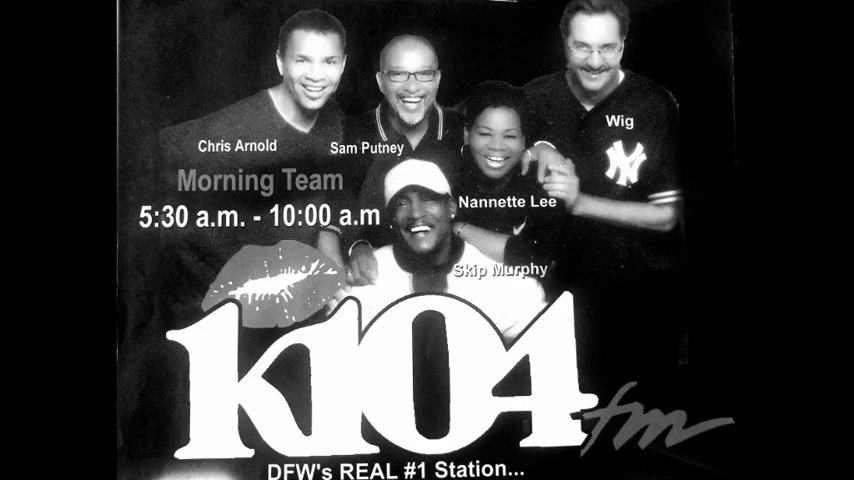 Chris Arnold
Sam Putney
Wig
NY
Morning Team
Nannette Lee
5:30 a.m. - 10:00 a.m
Skip Murphy
K104
fm
DFW's REAL #1 Station...